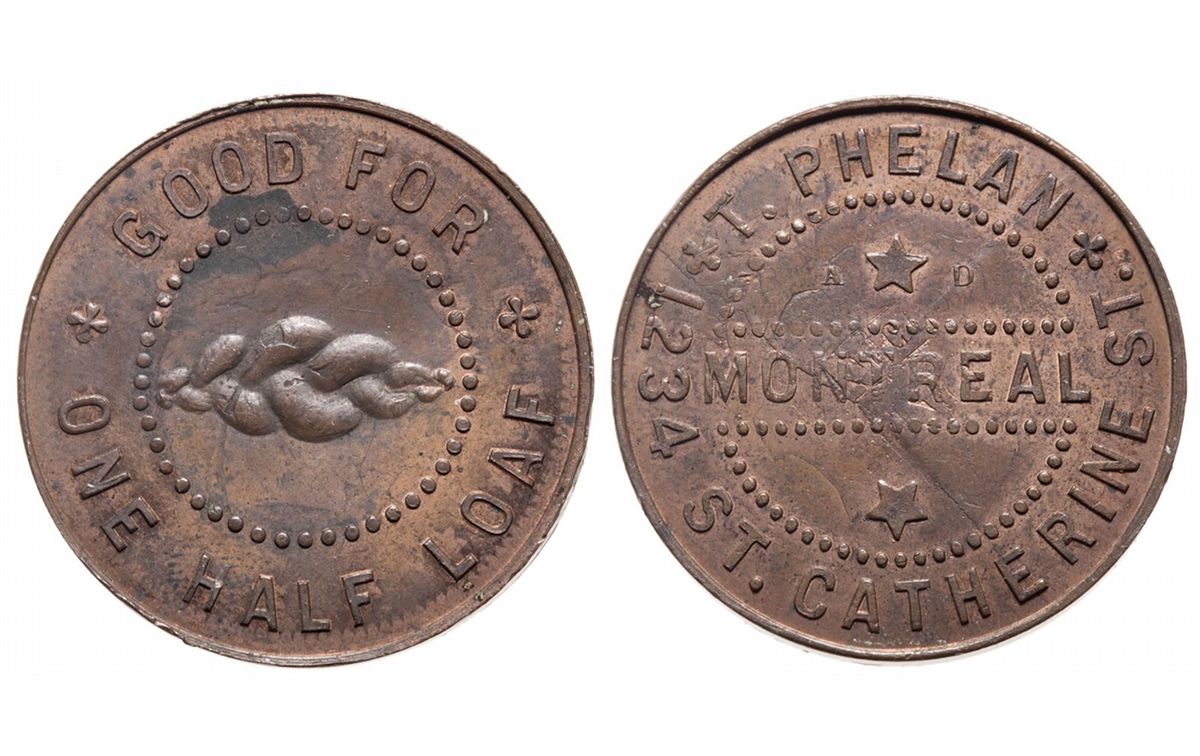 GOOD FOR
ONE HALF LOAF
T. PHELAN
A D
MONTREAL
1234 ST. CATHERINE ST.